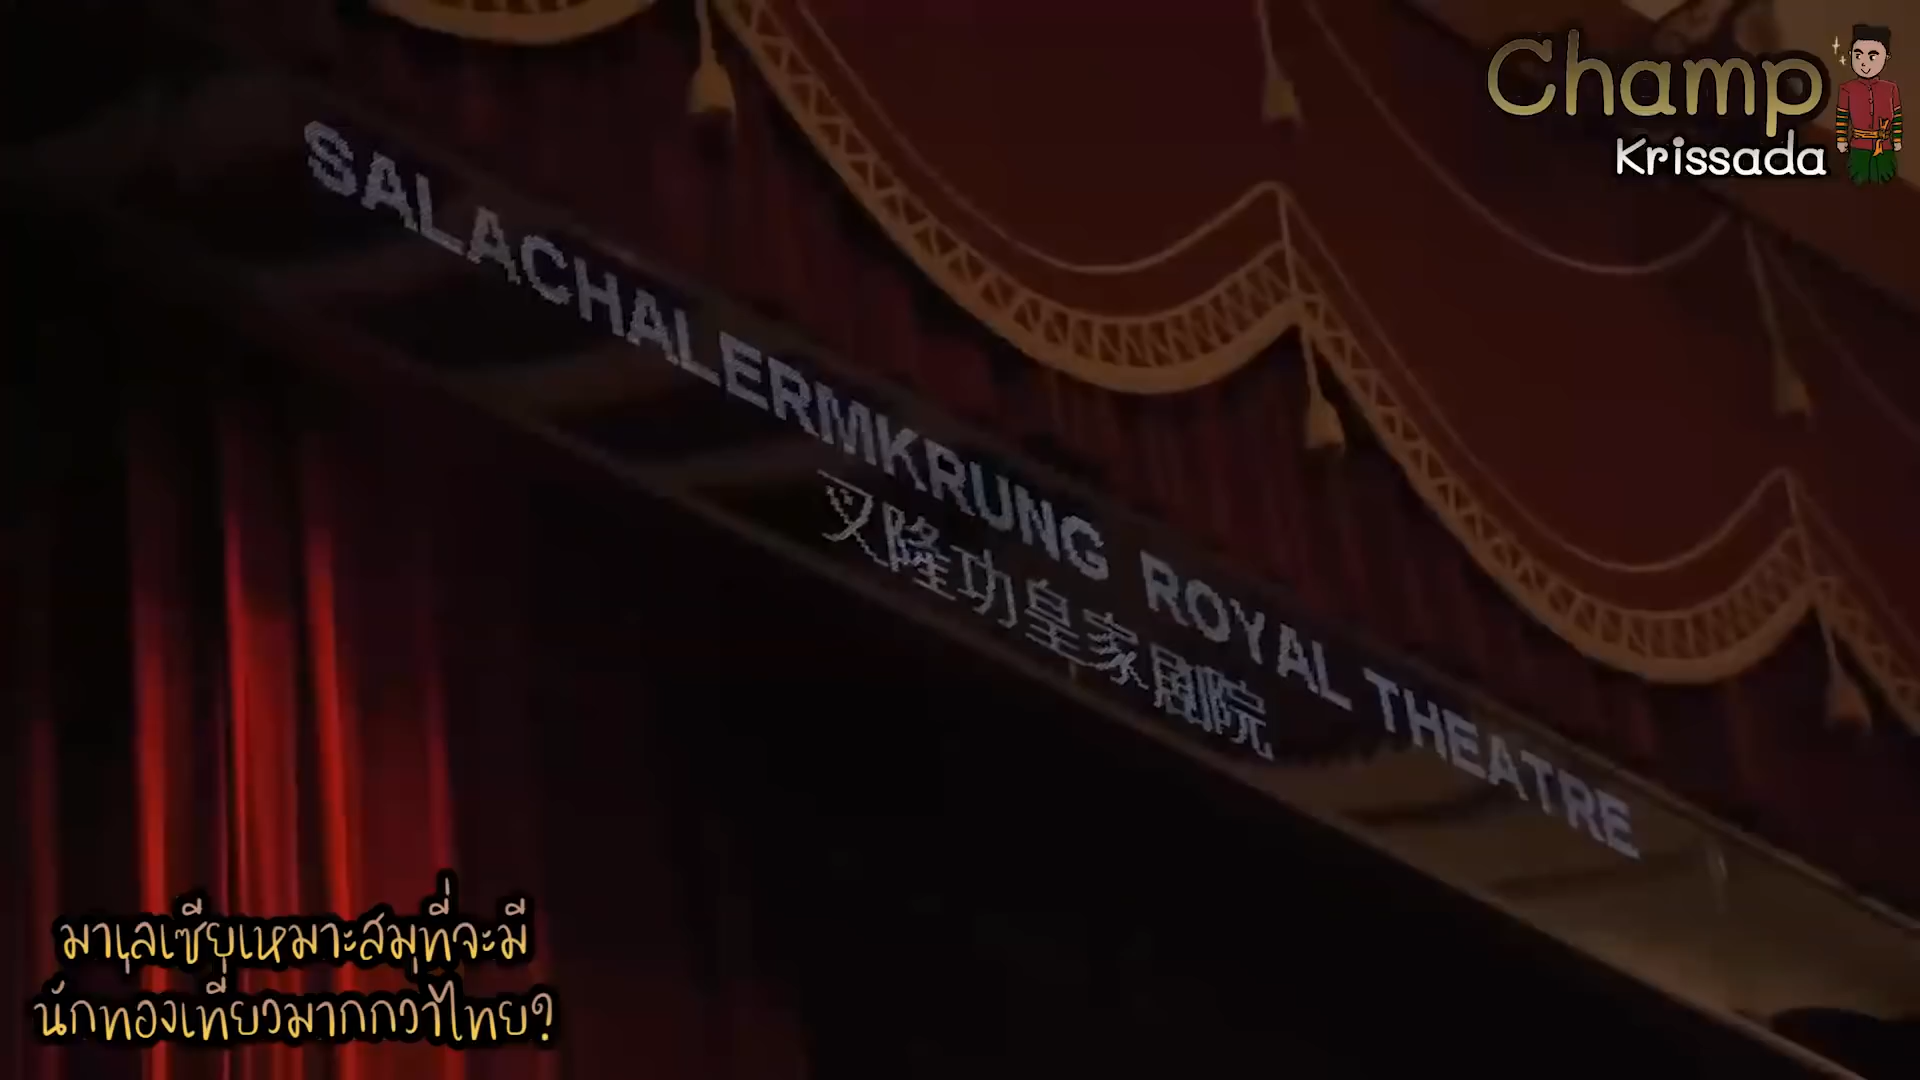 Champ
Krissada
SALACHALERMKRUNG ROYAL THEATRE
叉隆功皇家剧院
มาเลเซียเหมาะสมที่จะมี
นักท่องเที่ยวมากกว่าไทย?